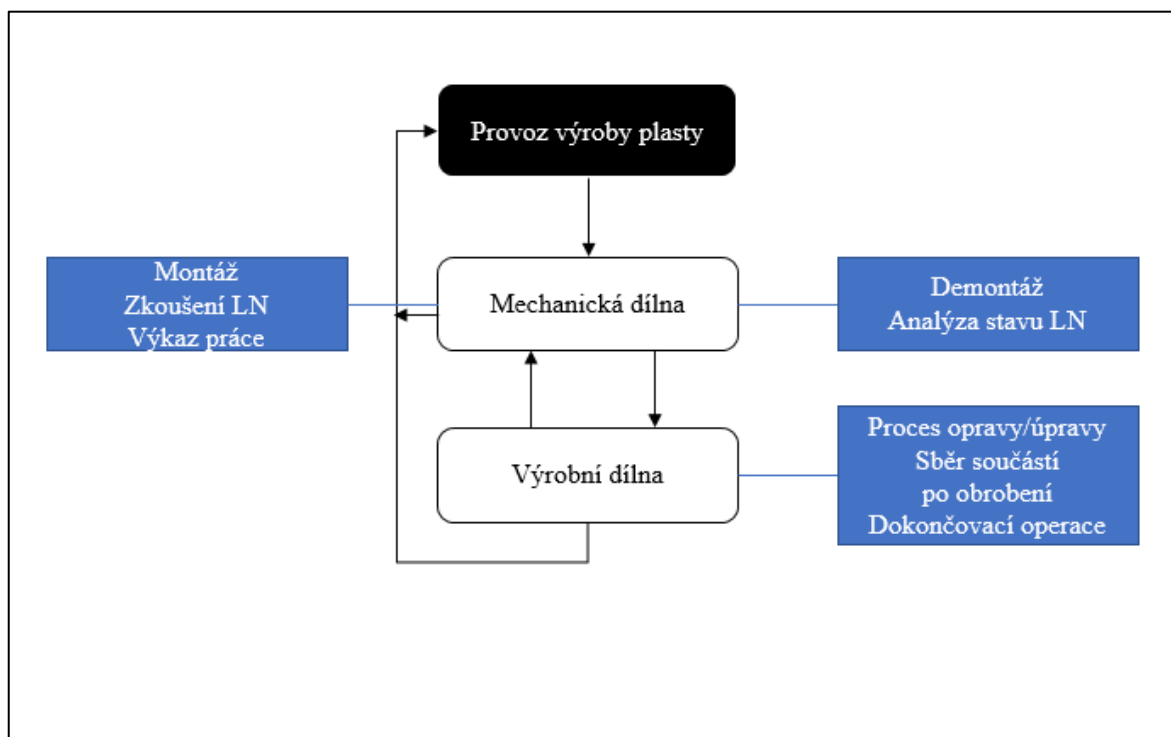 Provoz výroby plasty
Montáž
Zkoušení LN
Výkaz práce
Mechanická dílna
Demontáž
Analýza stavu LN
Výrobní dílna
Proces opravy/úpravy
Sběr součástí
po obrobení
Dokončovací operace